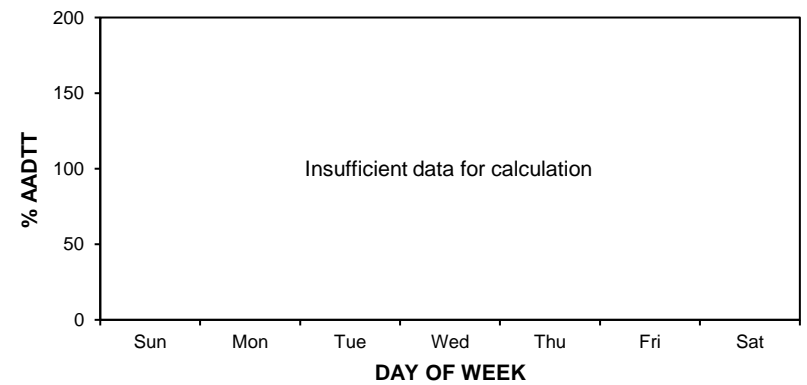 200
150
100
50
0
% AADTT
Insufficient data for calculation
Sun Mon Tue Wed Thu Fri Sat
DAY OF WEEK